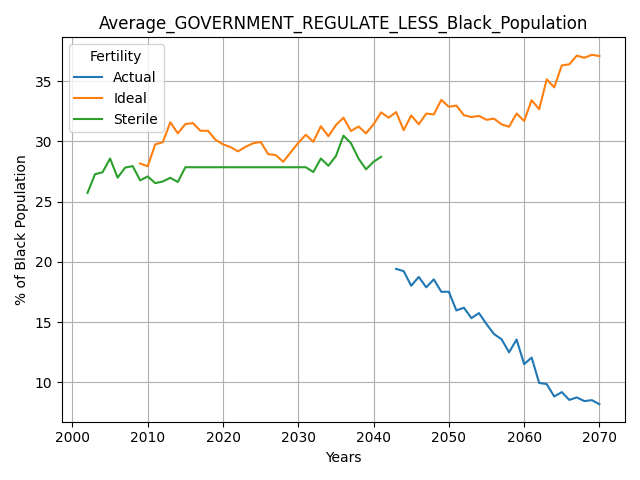 Average_GOVERNMENT_REGULATE_LESS_Black_Population
Fertility
Actual
Ideal
Sterile
% of Black Population
35
30
25
20
15
10
2000 2010 2020 2030 2040 2050 2060 2070
Years